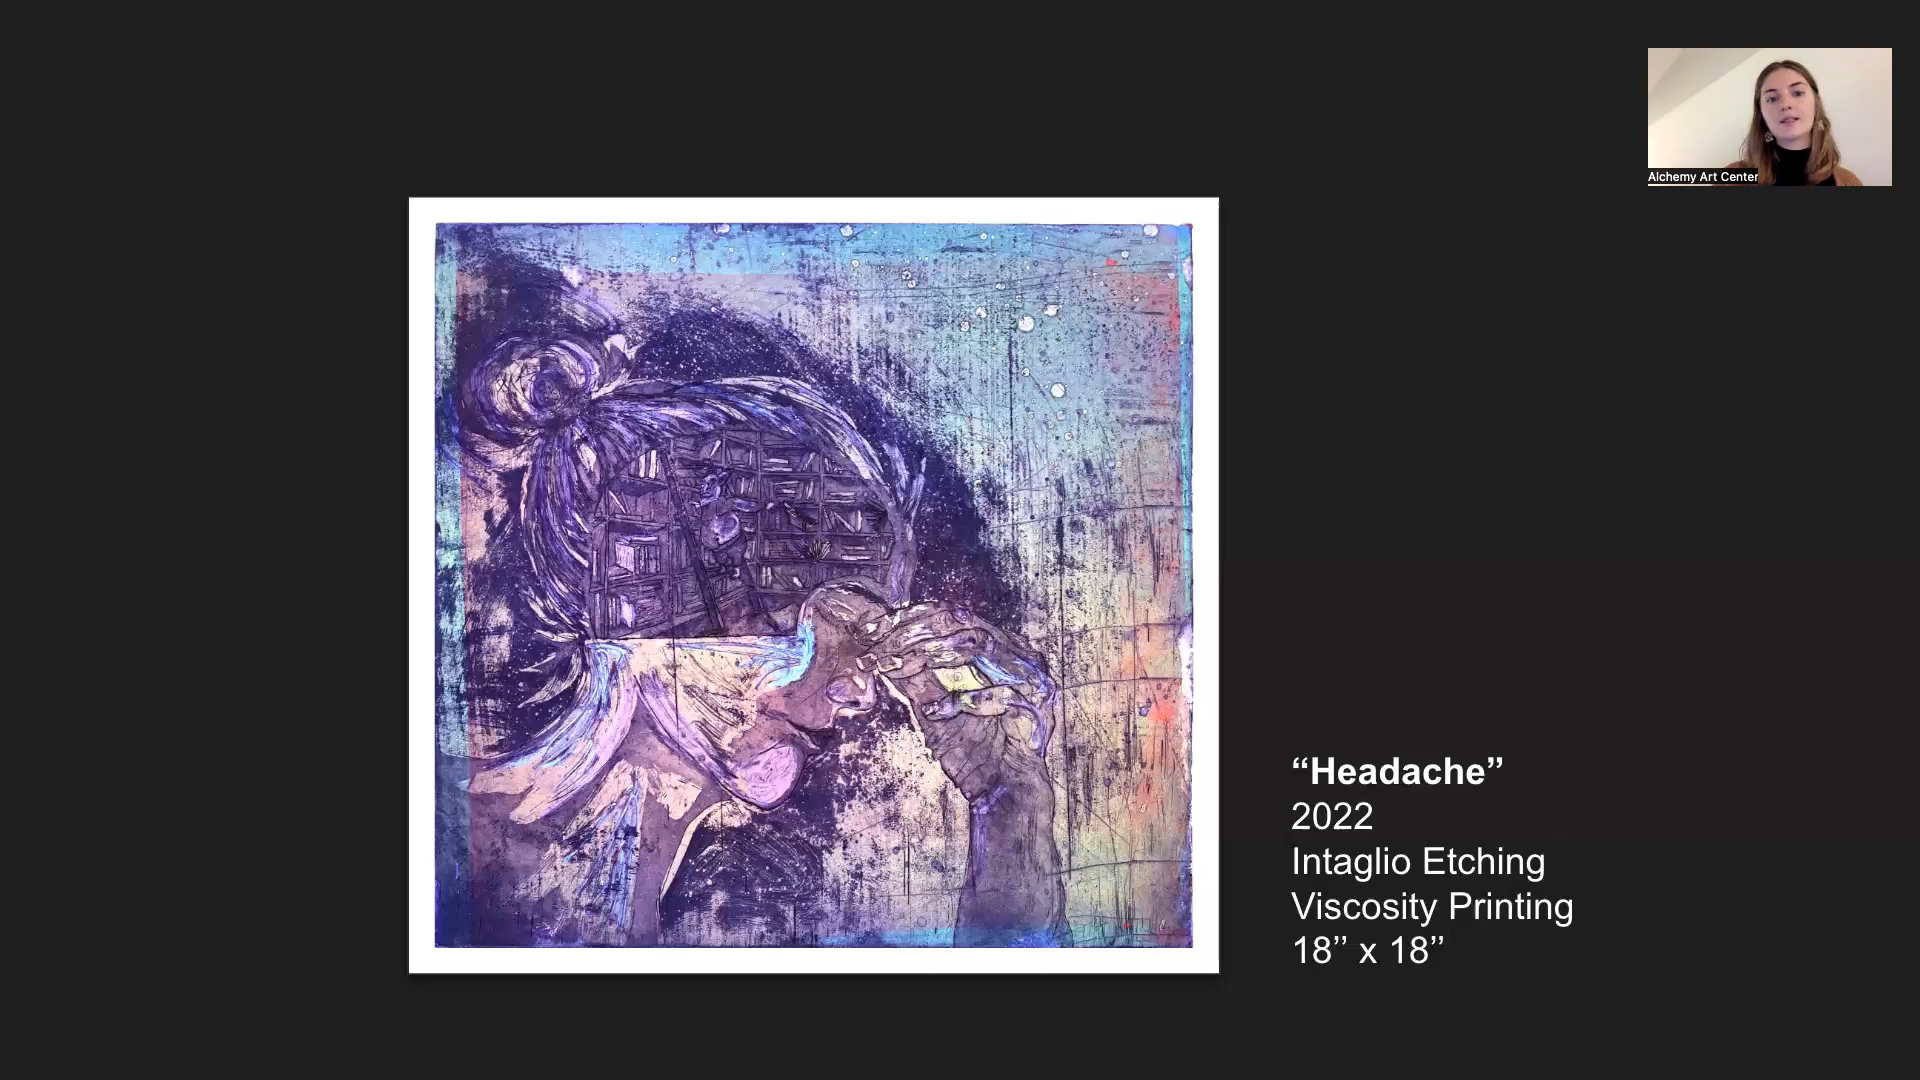 Alchemy Art Center
“Headache”
2022
Intaglio Etching
Viscosity Printing
18’’ x 18’’